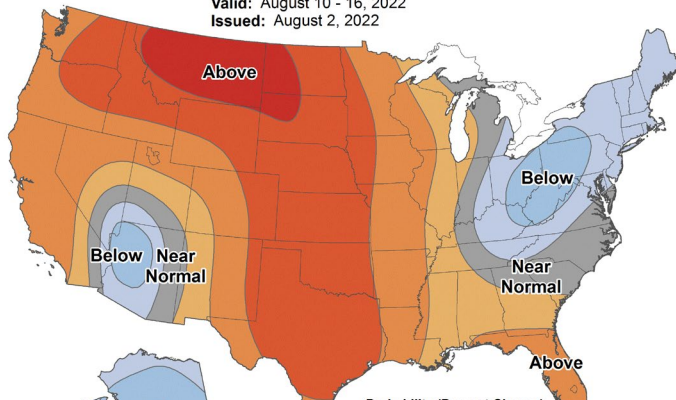 Valid: August 10 - 16, 2022
Issued: August 2, 2022
Above
Below
Below
Near
Normal
Near
Normal
Above